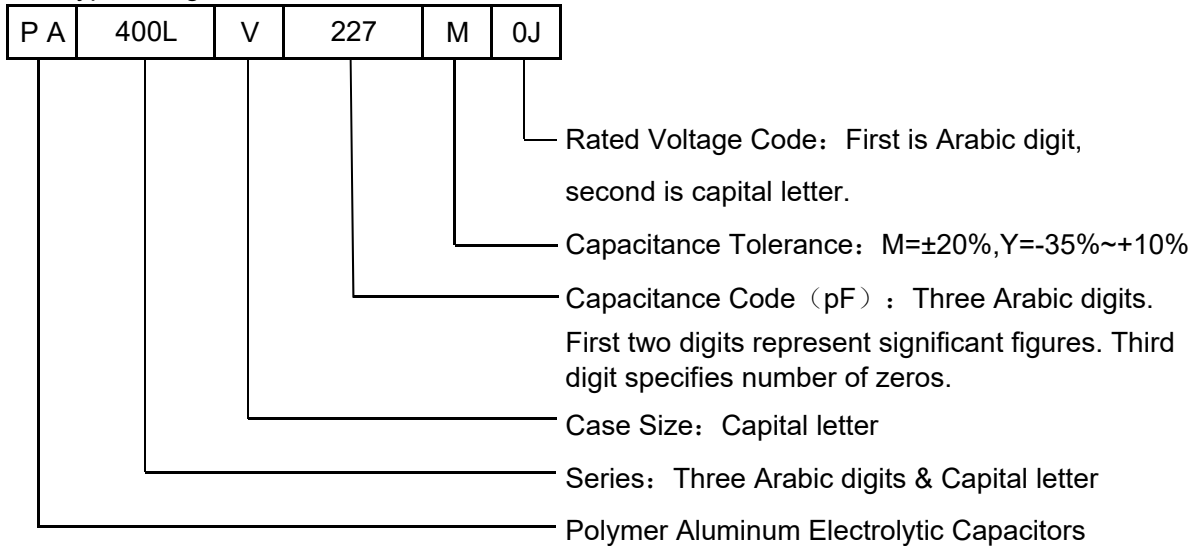 P A 400L V 227 M 0J
Rated Voltage Code：First is Arabic digit,
second is capital letter.
Capacitance Tolerance：M=±20%,Y=-35%~+10%
Capacitance Code（pF）：Three Arabic digits.
First two digits represent significant figures. Third
digit specifies number of zeros.
Case Size：Capital letter
Series：Three Arabic digits & Capital letter
Polymer Aluminum Electrolytic Capacitors